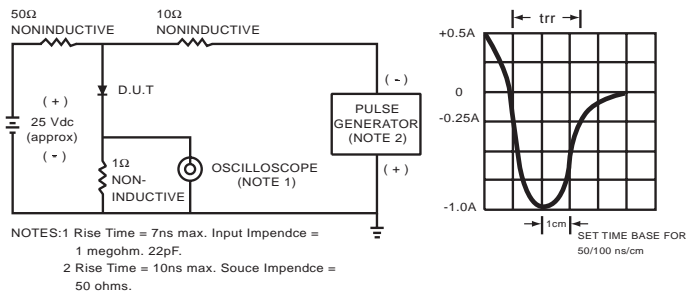 50Ω
NONINDUCTIVE
10Ω
NONINDUCTIVE
( + )
25 Vdc
(approx)
( - )
D.U.T
1Ω
NON-
INDUCTIVE
OSCILLOSCOPE
(NOTE 1)
( - )
PULSE
GENERATOR
(NOTE 2)
( + )
trr
+0.5A
0
-0.25A
-1.0A
1cm
SET TIME BASE FOR
50/100 ns/cm
NOTES:1 Rise Time = 7ns max. Input Impendce =
1 megohm. 22pF.
2 Rise Time = 10ns max. Souce Impendce =
50 ohms.